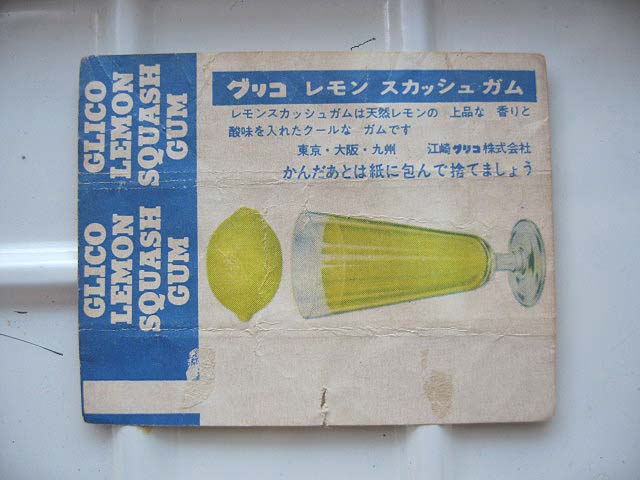 グリコ レモン スカッシュ ガム
レモンスカッシュガムは天然レモンの 上品な 香りと
酸味を入れたクールな ガムです
東京・大阪・九州 江崎グリコ株式会社
かんだあとは紙に包んで捨てましょう
GLICO
LEMON
SQUASH
GUM
GLICO
LEMON
SQUASH
GUM